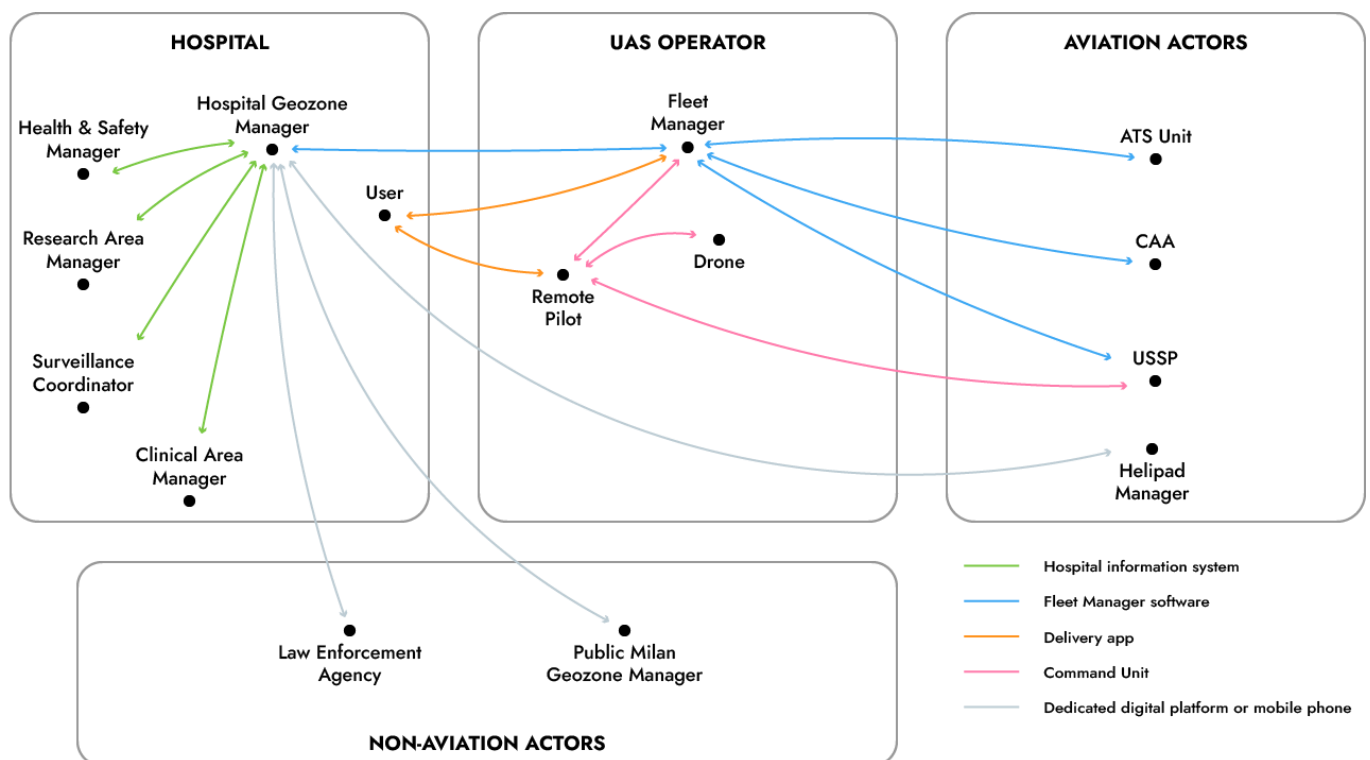 HOSPITAL
Hospital Geozone
Manager
Health & Safety
Manager
User
Research Area
Manager
Surveillance
Coordinator
Clinical Area
Manager
UAS OPERATOR
Fleet
Manager
Drone
Remote
Pilot
AVIATION ACTORS
ATS Unit
CAA
USSP
Helipad
Manager
Law Enforcement
Agency
Public Milan
Geozone Manager
NON-AVIATION ACTORS
Hospital information system
Fleet Manager software
Delivery app
Command Unit
Dedicated digital platform or mobile phone